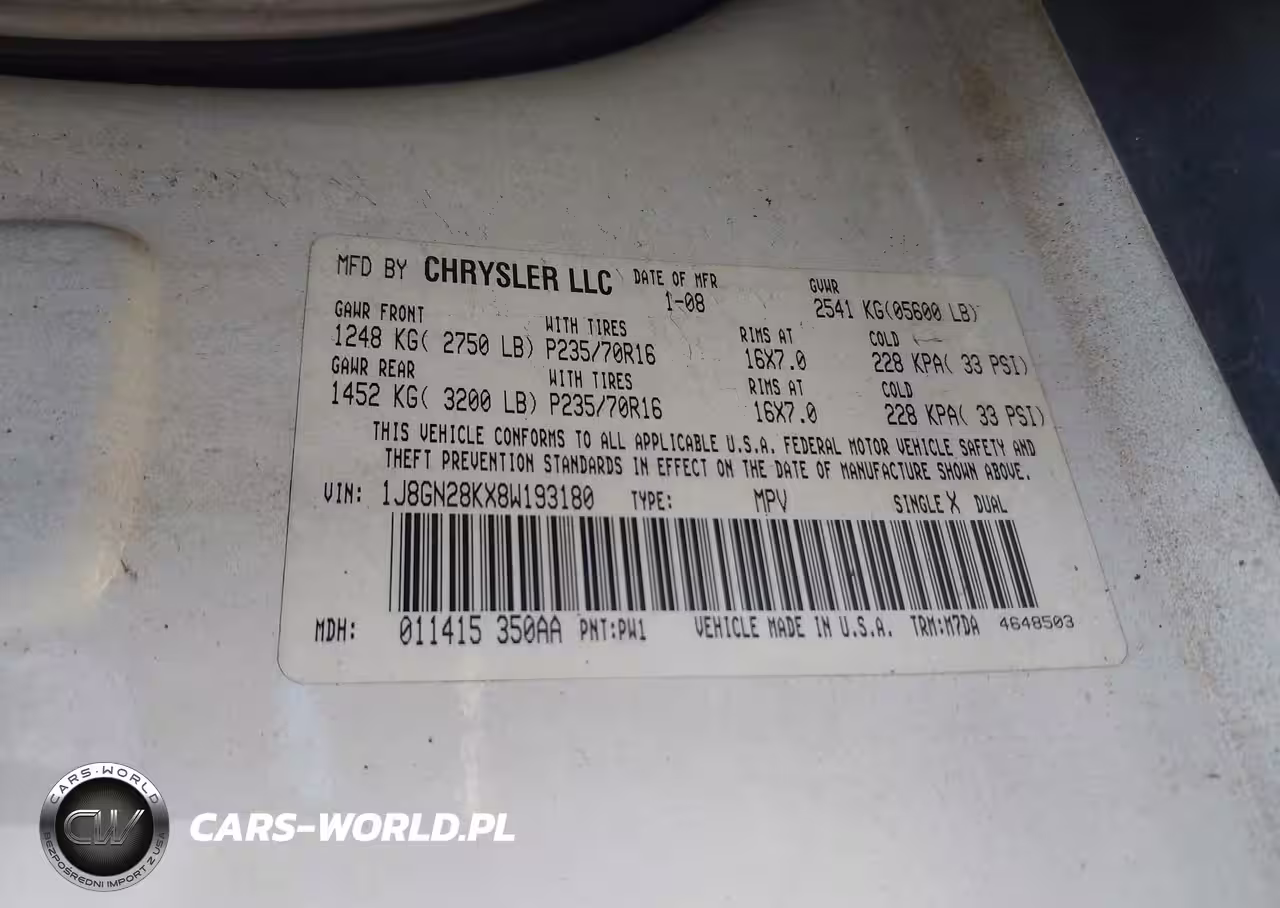 MFD BY CHRYSLER LLC DATE OF MFR GVWR
1-08 2541 KG(05600 LB)
GAWR FRONT WITH TIRES RIMS AT COLD
1248 KG( 2750 LB) P235/70R16 16X7.0 228 KPA( 33 PSI)
GAWR REAR WITH TIRES RIMS AT COLD
1452 KG( 3200 LB) P235/70R16 16X7.0 228 KPA( 33 PSI)
THIS VEHICLE CONFORMS TO ALL APPLICABLE U.S.A. FEDERAL MOTOR VEHICLE SAFETY AND
THEFT PREVENTION STANDARDS IN EFFECT ON THE DATE OF MANUFACTURE SHOWN ABOVE.
VIN: 1J8GN28KX8W193180 TYPE: MPV SINGLE X DUAL
MDH: 011415 350AA PNT:PW1 VEHICLE MADE IN U.S.A. TRM:M7DA 4648503
CARS-WORLD
CW
BEZPOŚREDNI IMPORT Z USA
CARS-WORLD.PL